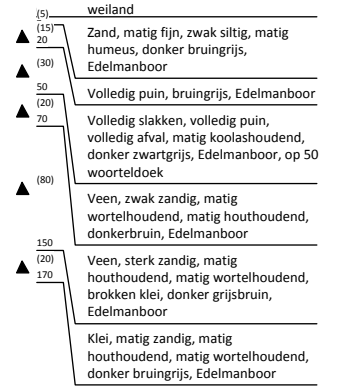 (5)
weiland
(15)
20
Zand, matig fijn, zwak siltig, matig
humeus, donker bruingrijs,
Edelmanboor
(30)
Volledig puin, bruingrijs, Edelmanboor
50
(20)
70
Volledig slakken, volledig puin,
volledig afval, matig koolashoudend,
donker zwartgrijs, Edelmanboor, op 50
woorteldoek
(80)
Veen, zwak zandig, matig
wortelhoudend, matig houthoudend,
donkerbruin, Edelmanboor
150
(20)
170
Veen, sterk zandig, matig
houthoudend, matig wortelhoudend,
brokken klei, donker grijsbruin,
Edelmanboor
Klei, matig zandig, matig
houthoudend, matig wortelhoudend,
donker bruingrijs, Edelmanboor